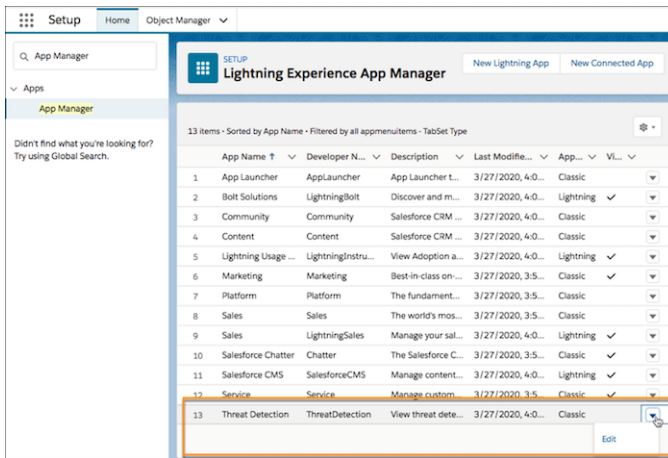 Setup Home Object Manager
App Manager
Apps
App Manager
Didn't find what you're looking for?
Try using Global Search.
SETUP
Lightning Experience App Manager
New Lightning App New Connected App
13 items • Sorted by App Name • Filtered by all appmenuitems - TabSet Type
App Name ↑ Developer N... Description Last Modifie... App... Vi...
1 App Launcher AppLauncher App Launcher t... 3/27/2020, 4:0... Classic
2 Bolt Solutions LightningBolt Discover and m... 3/27/2020, 4:0... Lightning ✓
3 Community Community Salesforce CRM ... 3/27/2020, 4:0... Classic
4 Content Content Salesforce CRM ... 3/27/2020, 4:0... Classic
5 Lightning Usage ... LightningInstru... View Adoption a... 3/27/2020, 4:0... Lightning ✓
6 Marketing Marketing Best-in-class on-... 3/27/2020, 3:5... Classic ✓
7 Platform Platform The fundament... 3/27/2020, 3:5... Classic
8 Sales Sales The world's mos... 3/27/2020, 3:5... Classic
9 Sales LightningSales Manage your sal... 3/27/2020, 4:0... Lightning ✓
10 Salesforce Chatter Chatter The Salesforce C... 3/27/2020, 3:5... Classic ✓
11 Salesforce CMS SalesforceCMS Manage content... 3/27/2020, 4:0... Lightning ✓
12 Service Service Manage custom... 3/27/2020, 3:5... Classic ✓
13 Threat Detection ThreatDetection View threat dete... 3/27/2020, 4:0... Classic
Edit